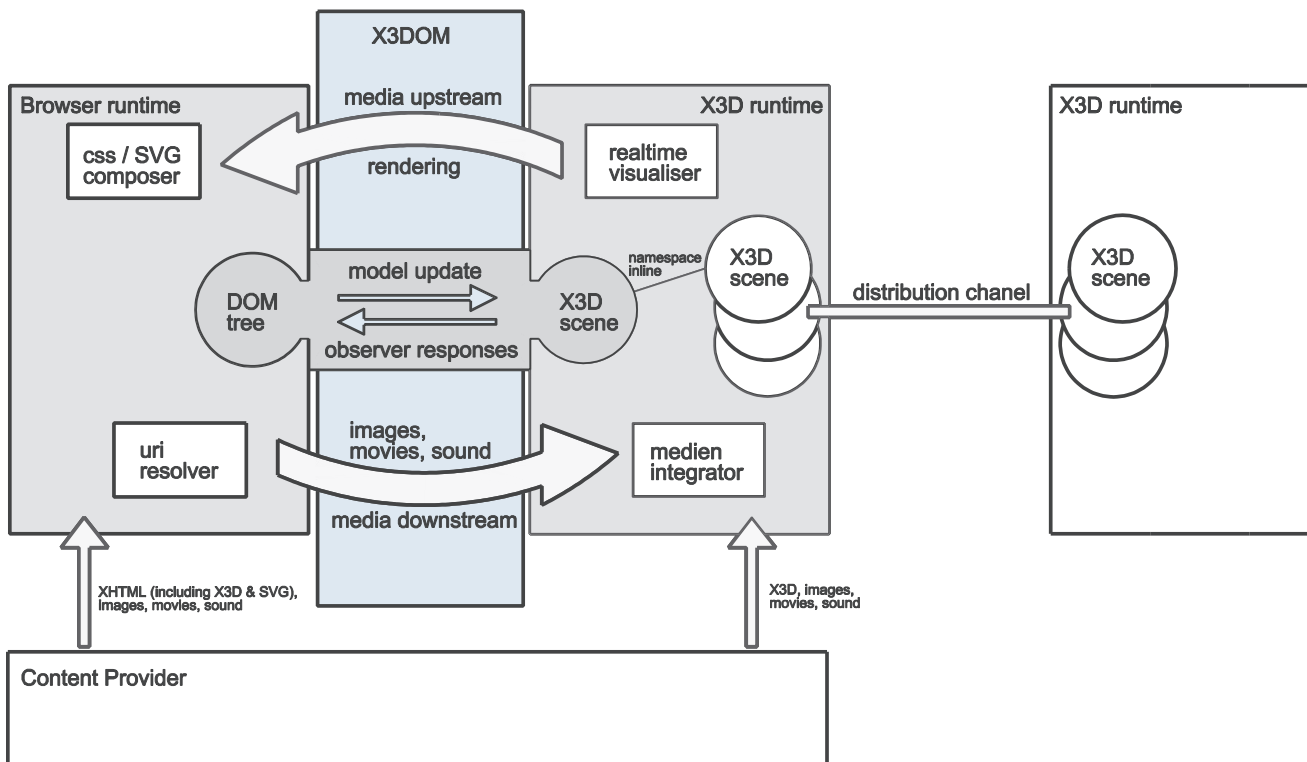 X3DOM
Browser runtime
media upstream
X3D runtime
X3D runtime
css / SVG
composer
rendering
realtime
visualiser
namespace
inline
X3D
scene
X3D
scene
model update
DOM
tree
X3D
scene
distribution chanel
observer responses
images,
movies, sound
uri
resolver
medien
integrator
media downstream
XHTML (including X3D & SVG),
images, movies, sound
X3D, images,
movies, sound
Content Provider